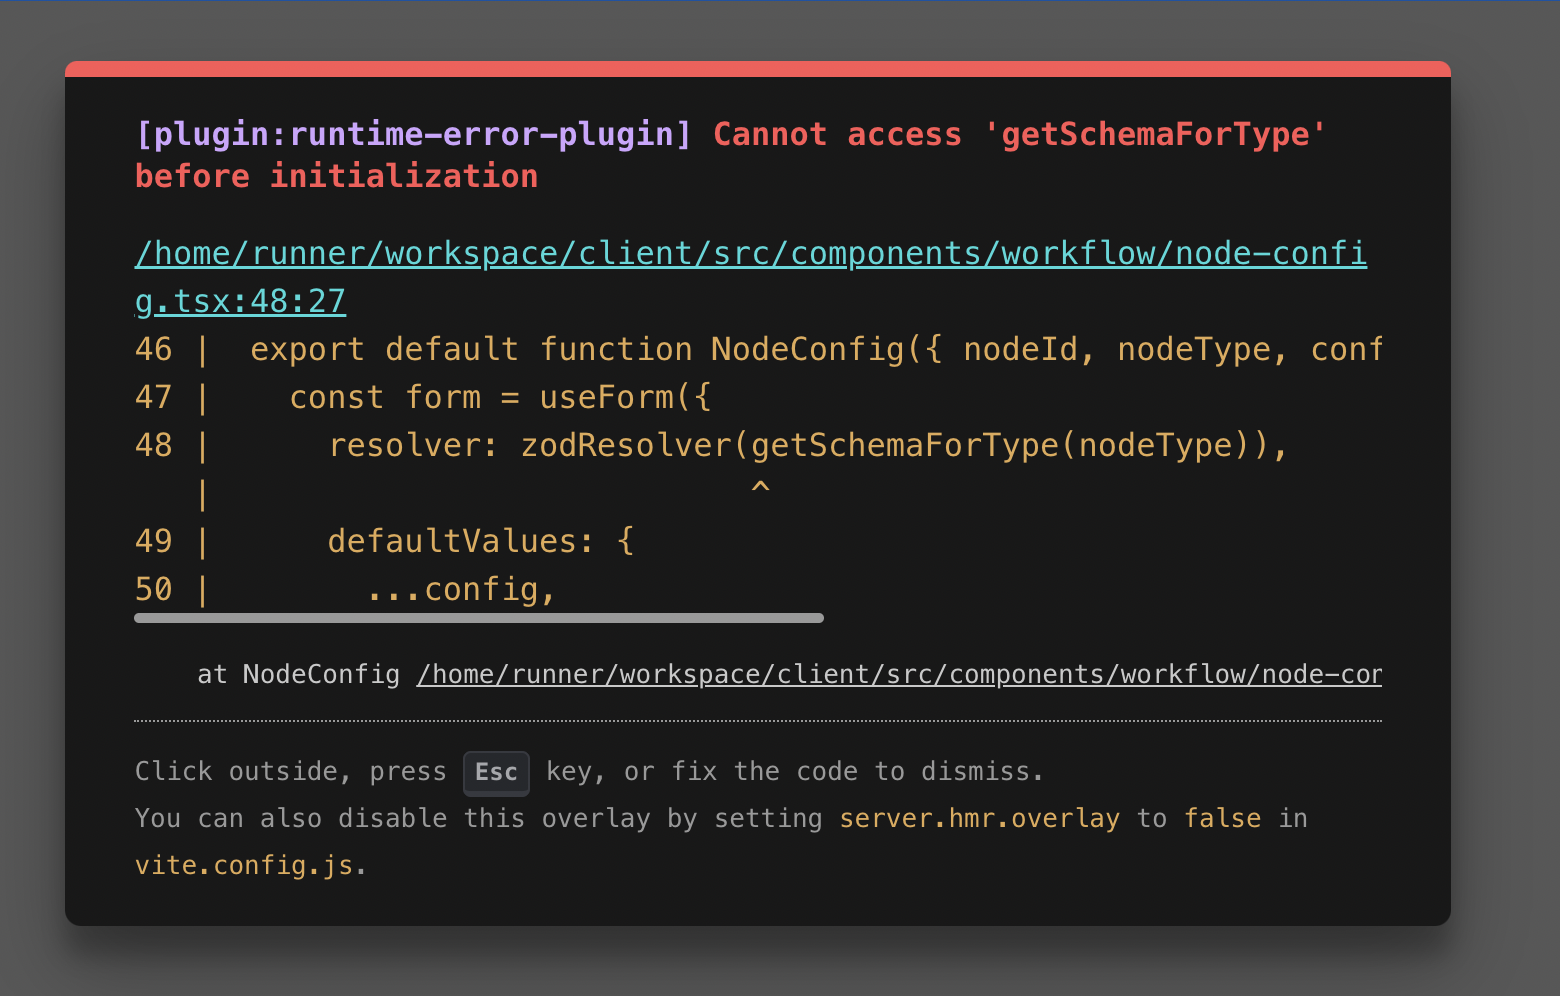 [plugin:runtime-error-plugin] Cannot access 'getSchemaForType'
before initialization
/home/runner/workspace/client/src/components/workflow/node-confi
g.tsx:48:27
46 |  export default function NodeConfig({ nodeId, nodeType, conf
47 |    const form = useForm({
48 |      resolver: zodResolver(getSchemaForType(nodeType)),
   |                            ^
49 |      defaultValues: {
50 |        ...config,
at NodeConfig /home/runner/workspace/client/src/components/workflow/node-con
Click outside, press Esc key, or fix the code to dismiss.
You can also disable this overlay by setting server.hmr.overlay to false in
vite.config.js.